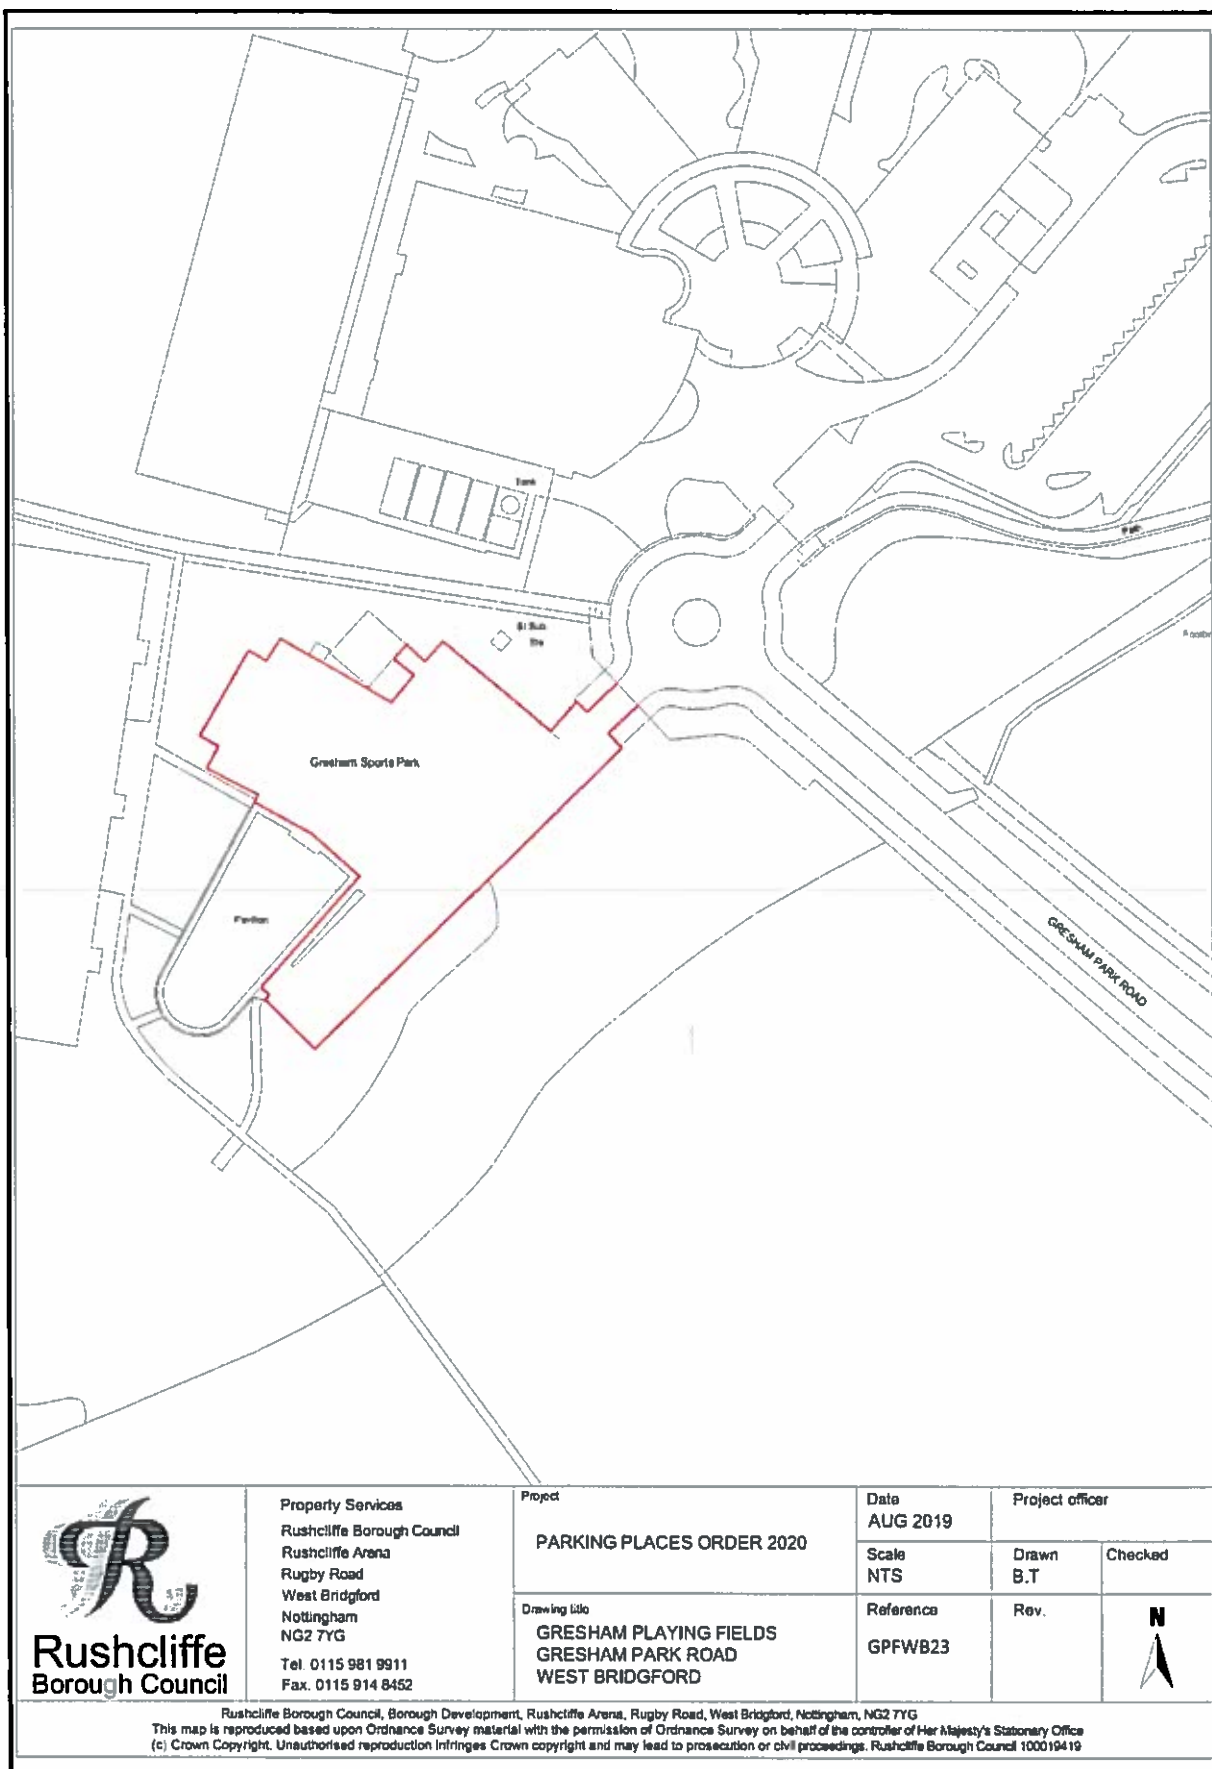 Tank
El Sub
Sta
Path
Gresham Sports Park
Pavilion
GRESHAM PARK ROAD
Rushcliffe
Borough Council
Property Services
Rushcliffe Borough Council
Rushcliffe Arena
Rugby Road
West Bridgford
Nottingham
NG2 7YG
Tel. 0115 981 9911
Fax. 0115 914 8452
Project
PARKING PLACES ORDER 2020
Drawing title
GRESHAM PLAYING FIELDS
GRESHAM PARK ROAD
WEST BRIDGFORD
Date
AUG 2019
Project officer
Scale
NTS
Drawn
B.T
Checked
Reference
GPFWB23
Rev.
N
Rushcliffe Borough Council, Borough Development, Rushcliffe Arena, Rugby Road, West Bridgford, Nottingham, NG2 7YG
This map is reproduced based upon Ordnance Survey material with the permission of Ordnance Survey on behalf of the controller of Her Majesty's Stationary Office
(c) Crown Copyright. Unauthorised reproduction infringes Crown copyright and may lead to prosecution or civil proceedings. Rushcliffe Borough Council 100019419